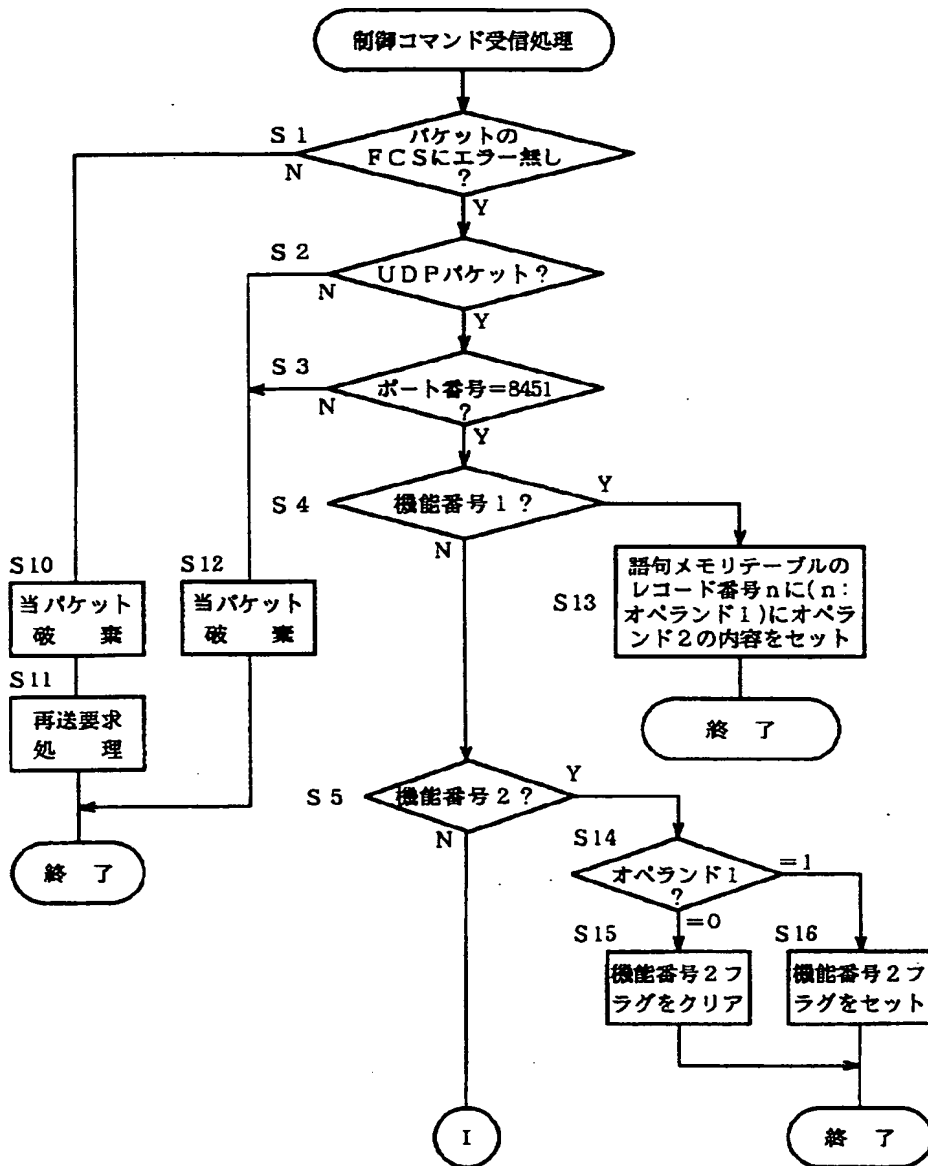 制御コマンド受信処理
S1
パケットの
FCSにエラー無し
?
N
Y
S2
UDPパケット?
N
Y
S3
ポート番号=8451
?
N
Y
S4
機能番号1?
Y
N
S10
当パケット
破 棄
S12
当パケット
破 棄
S13
語句メモリテーブルの
レコード番号nに(n:
オペランド1)にオペラ
ンド2の内容をセット
S11
再送要求
処 理
終 了
S5
機能番号2?
Y
N
終 了
S14
オペランド1
?
=1
=0
S15
機能番号2フ
ラグをクリア
S16
機能番号2フ
ラグをセット
I
終 了